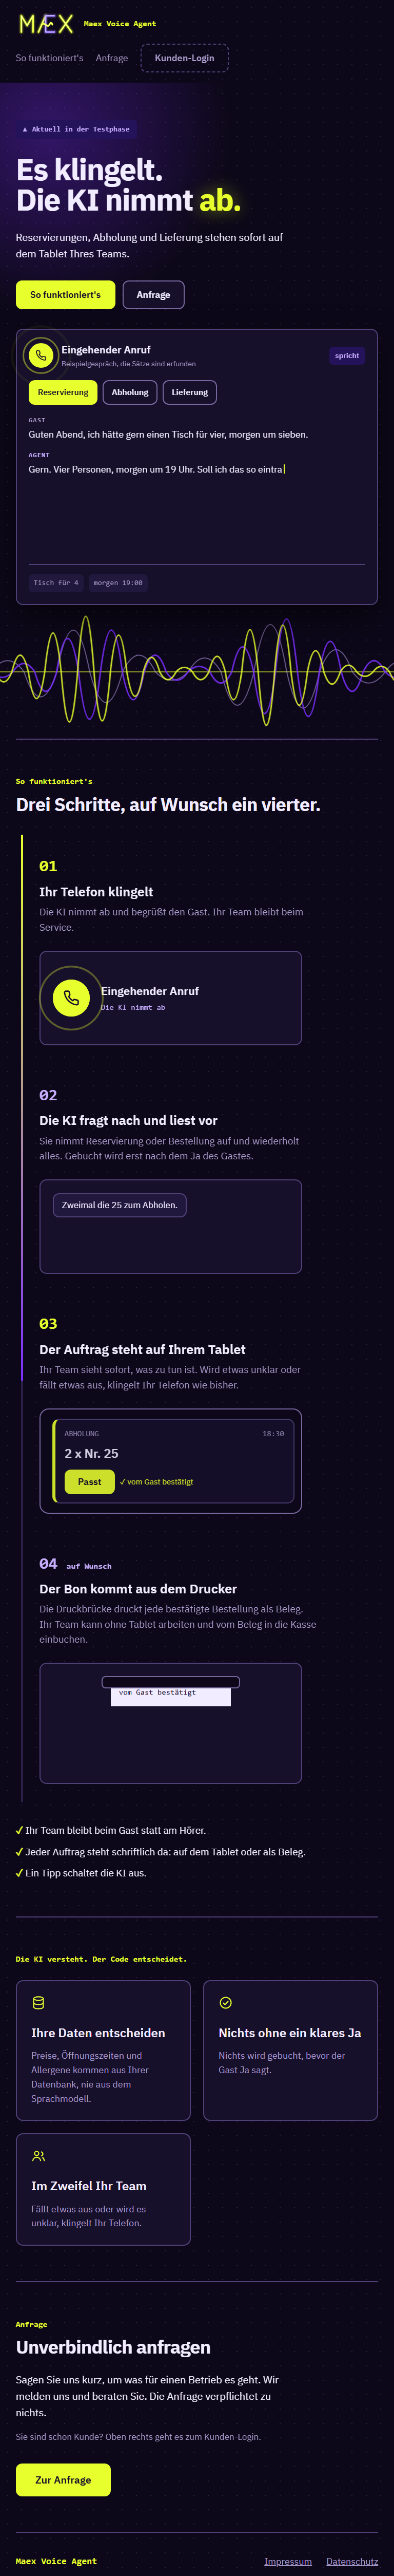 MÆX Maex Voice Agent
So funktioniert's Anfrage Kunden-Login
▲ Aktuell in der Testphase
Es klingelt.
Die KI nimmt ab.
Reservierungen, Abholung und Lieferung stehen sofort auf
dem Tablet Ihres Teams.
So funktioniert's Anfrage
Eingehender Anruf
Beispielgespräch, die Sätze sind erfunden
spricht
Reservierung Abholung Lieferung
GAST
Guten Abend, ich hätte gern einen Tisch für vier, morgen um sieben.
AGENT
Gern. Vier Personen, morgen um 19 Uhr. Soll ich das so eintra
Tisch für 4 morgen 19:00
So funktioniert's
Drei Schritte, auf Wunsch ein vierter.
01
Ihr Telefon klingelt
Die KI nimmt ab und begrüßt den Gast. Ihr Team bleibt beim
Service.
Eingehender Anruf
Die KI nimmt ab
02
Die KI fragt nach und liest vor
Sie nimmt Reservierung oder Bestellung auf und wiederholt
alles. Gebucht wird erst nach dem Ja des Gastes.
Zweimal die 25 zum Abholen.
03
Der Auftrag steht auf Ihrem Tablet
Ihr Team sieht sofort, was zu tun ist. Wird etwas unklar oder
fällt etwas aus, klingelt Ihr Telefon wie bisher.
ABHOLUNG 18:30
2 x Nr. 25
Passt ✓ vom Gast bestätigt
04 auf Wunsch
Der Bon kommt aus dem Drucker
Die Druckbrücke druckt jede bestätigte Bestellung als Beleg.
Ihr Team kann ohne Tablet arbeiten und vom Beleg in die Kasse
einbuchen.
vom Gast bestätigt
✓ Ihr Team bleibt beim Gast statt am Hörer.
✓ Jeder Auftrag steht schriftlich da: auf dem Tablet oder als Beleg.
✓ Ein Tipp schaltet die KI aus.
Die KI versteht. Der Code entscheidet.
Ihre Daten entscheiden
Preise, Öffnungszeiten und
Allergene kommen aus Ihrer
Datenbank, nie aus dem
Sprachmodell.
Nichts ohne ein klares Ja
Nichts wird gebucht, bevor der
Gast Ja sagt.
Im Zweifel Ihr Team
Fällt etwas aus oder wird es
unklar, klingelt Ihr Telefon.
Anfrage
Unverbindlich anfragen
Sagen Sie uns kurz, um was für einen Betrieb es geht. Wir
melden uns und beraten Sie. Die Anfrage verpflichtet zu
nichts.
Sie sind schon Kunde? Oben rechts geht es zum Kunden-Login.
Zur Anfrage
Maex Voice Agent Impressum Datenschutz